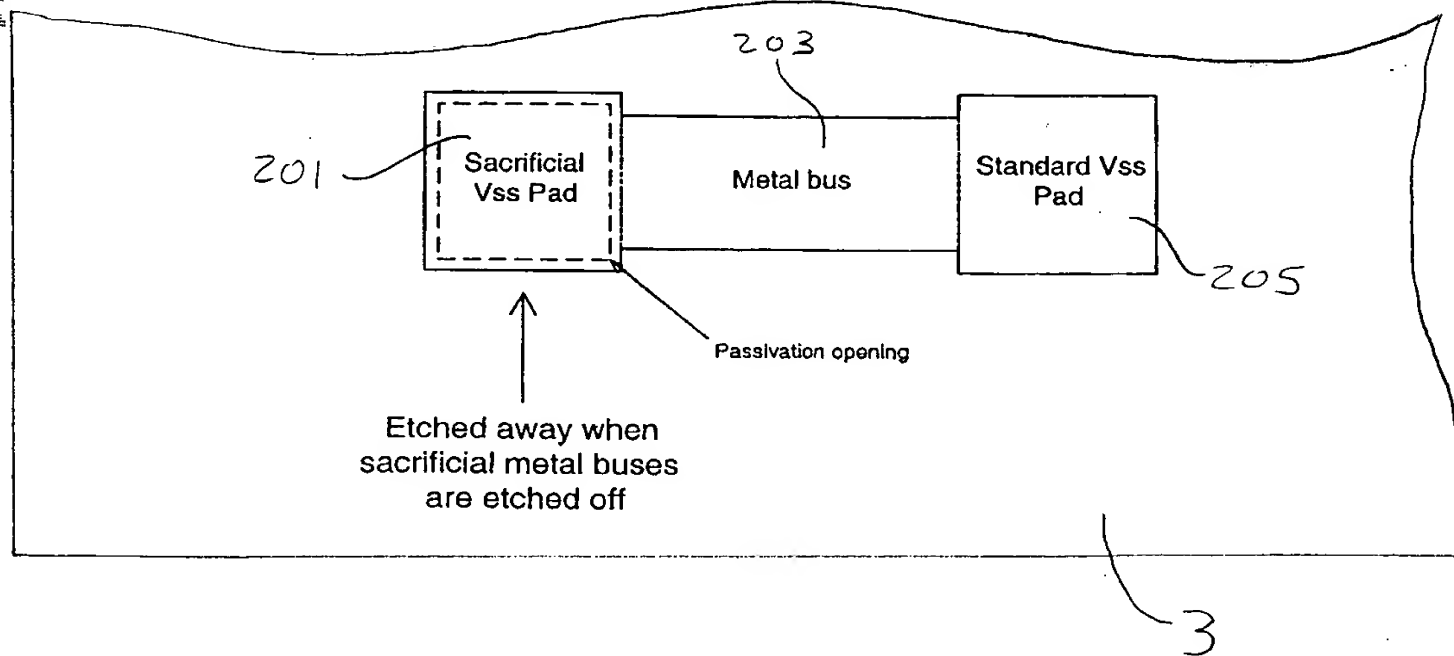 203
201
Sacrificial
Vss Pad
Metal bus
Standard Vss
Pad
205
Passivation opening
Etched away when
sacrificial metal buses
are etched off
3